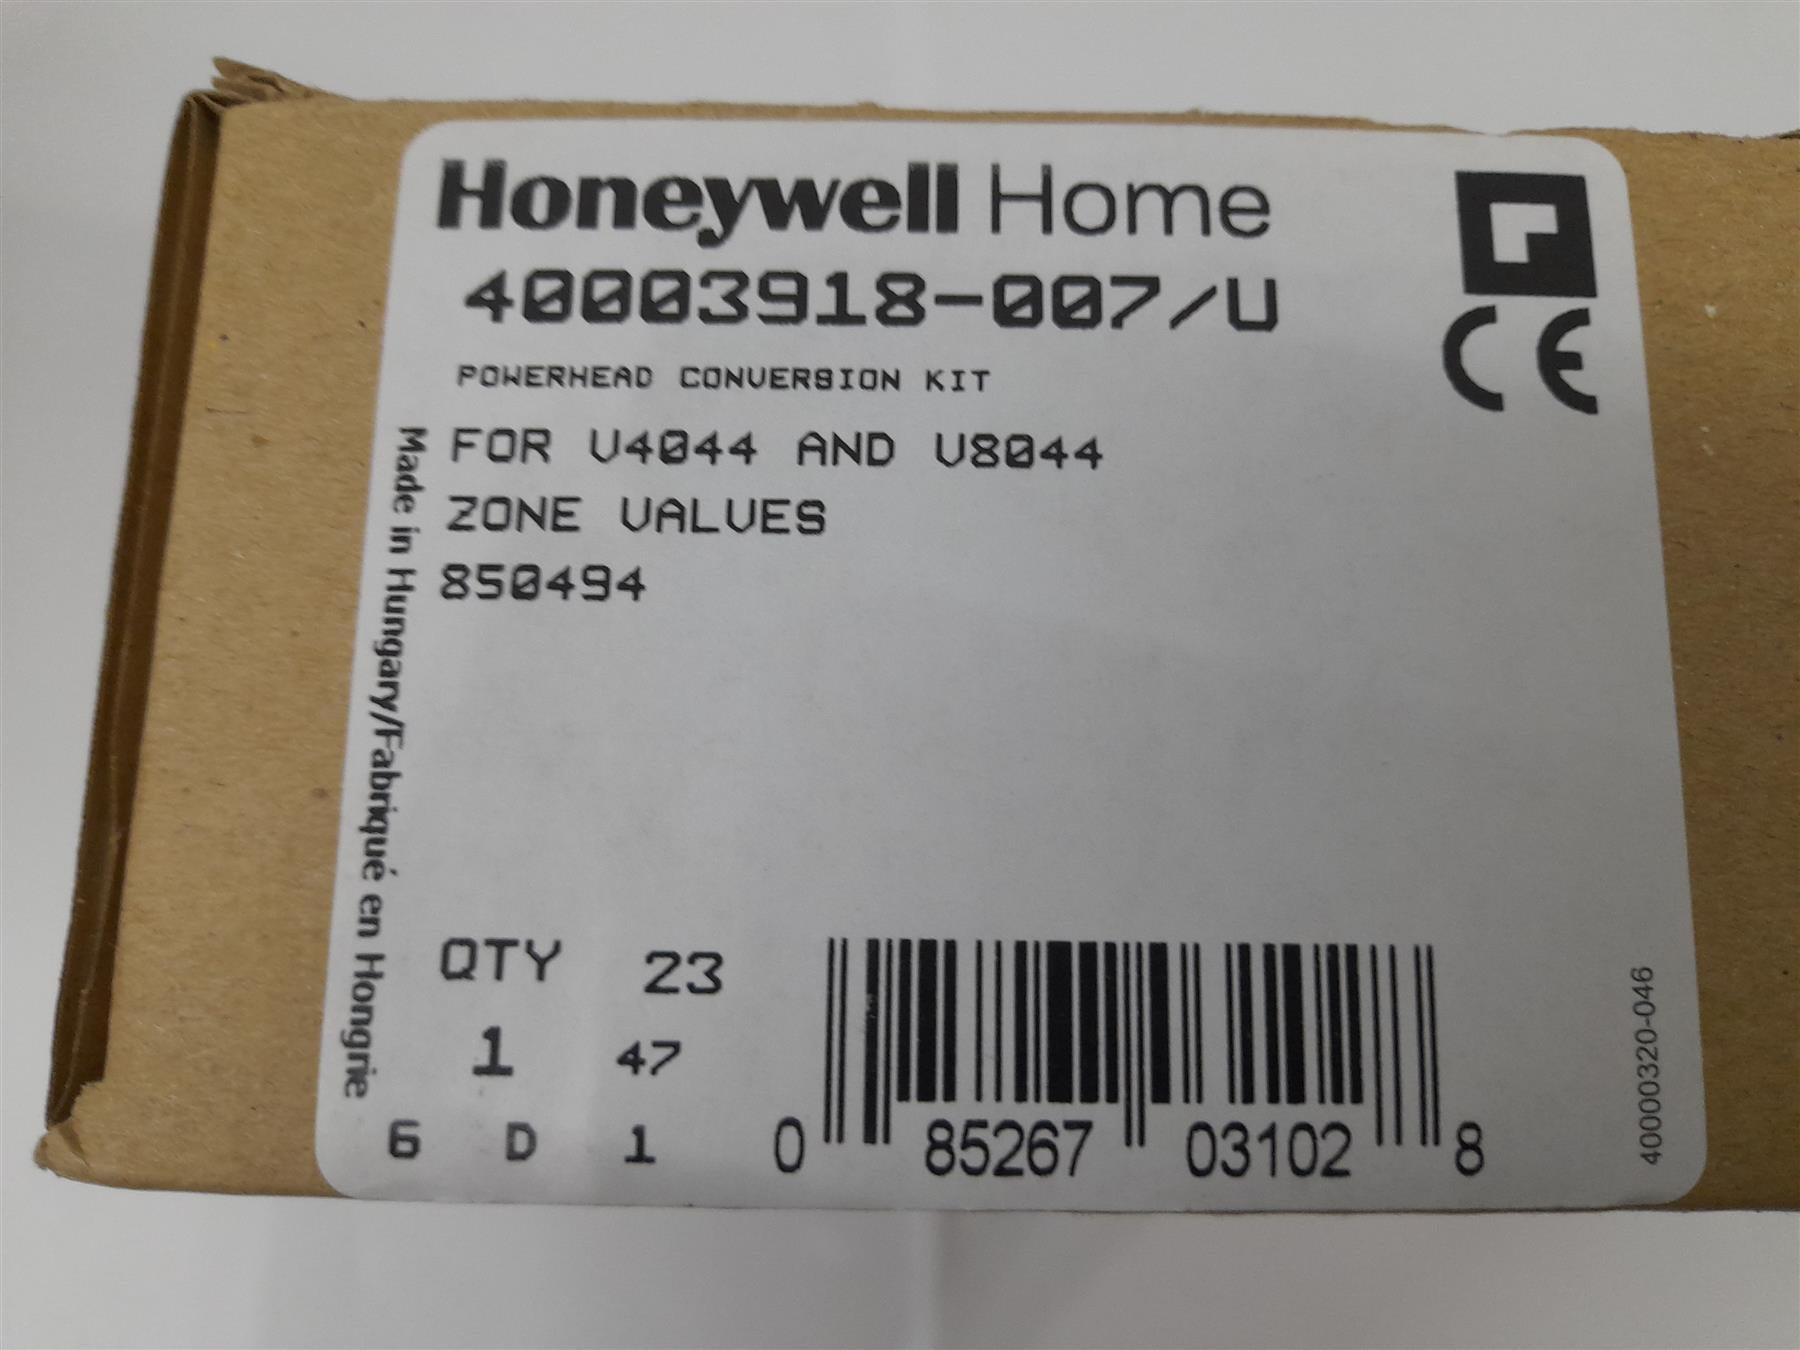 Honeywell Home
40003918-007/U
POWERHEAD CONVERSION KIT
FOR V4044 AND V8044
ZONE VALVES
850494
Made in Hungary/Fabriqué en Hongrie
CE
QTY 23
1 47
6 D 1
0 85267 03102 8
40000320-046